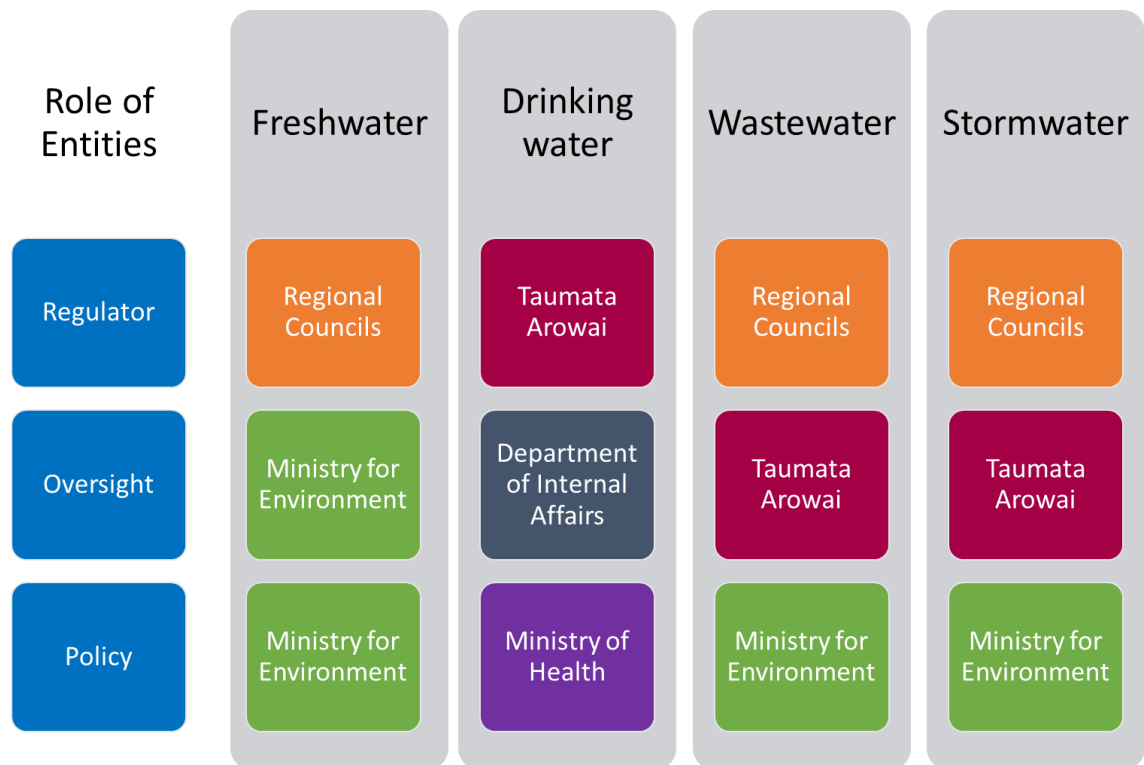 Role of
Entities
Freshwater
Drinking
water
Wastewater
Stormwater
Regulator
Regional
Councils
Taumata
Arowai
Regional
Councils
Regional
Councils
Oversight
Ministry for
Environment
Department
of Internal
Affairs
Taumata
Arowai
Taumata
Arowai
Policy
Ministry for
Environment
Ministry of
Health
Ministry for
Environment
Ministry for
Environment